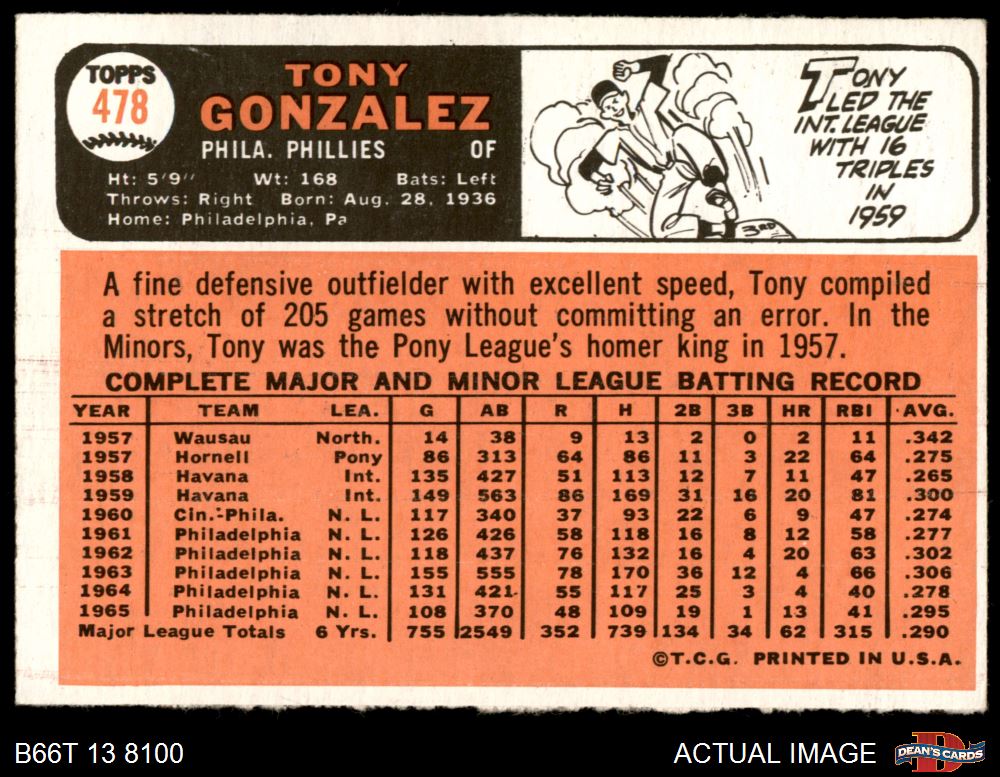 TOPPS
478
TONY
GONZALEZ
PHILA. PHILLIES OF
Ht: 5'9" Wt: 168 Bats: Left
Throws: Right Born: Aug. 28, 1936
Home: Philadelphia, Pa
TONY
LED THE
INT. LEAGUE
WITH 16
TRIPLES
IN
1959
3RD
A fine defensive outfielder with excellent speed, Tony compiled
a stretch of 205 games without committing an error. In the
Minors, Tony was the Pony League's homer king in 1957.
COMPLETE MAJOR AND MINOR LEAGUE BATTING RECORD
YEAR TEAM LEA. G AB R H 2B 3B HR RBI AVG.
1957 Wausau North. 14 38 9 13 2 0 2 11 .342
1957 Hornell Pony 86 313 64 86 11 3 22 64 .275
1958 Havana Int. 135 427 51 113 12 7 11 47 .265
1959 Havana Int. 149 563 86 169 31 16 20 81 .300
1960 Cin.-Phila. N. L. 117 340 37 93 22 6 9 47 .274
1961 Philadelphia N. L. 126 426 58 118 16 8 12 58 .277
1962 Philadelphia N. L. 118 437 76 132 16 4 20 63 .302
1963 Philadelphia N. L. 155 555 78 170 36 12 4 66 .306
1964 Philadelphia N. L. 131 421 55 117 25 3 4 40 .278
1965 Philadelphia N. L. 108 370 48 109 19 1 13 41 .295
Major League Totals 6 Yrs. 755 2549 352 739 134 34 62 315 .290
©T.C.G. PRINTED IN U.S.A.
B66T 13 8100 ACTUAL IMAGE DEAN'S CARDS